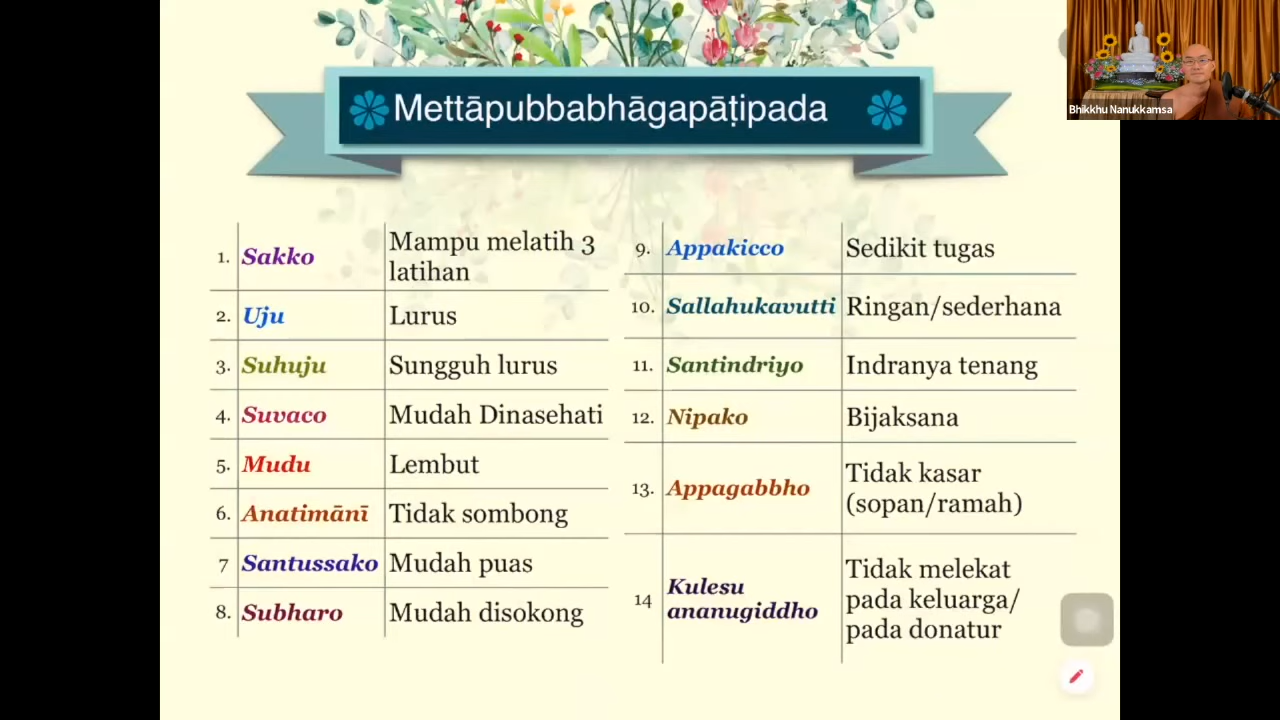 Mettāpubbabhāgapāṭipada
Bhikkhu Nanukkamsa
1. Sakko Mampu melatih 3
latihan
2. Uju Lurus
3. Suhuju Sungguh lurus
4. Suvaco Mudah Dinasehati
5. Mudu Lembut
6. Anatimānī Tidak sombong
7 Santussako Mudah puas
8. Subharo Mudah disokong
9. Appakicco Sedikit tugas
10. Sallahukavutti Ringan/sederhana
11. Santindriyo Indranya tenang
12. Nipako Bijaksana
13. Appagabbho Tidak kasar
(sopan/ramah)
14 Kulesu
ananugiddho
Tidak melekat
pada keluarga/
pada donatur